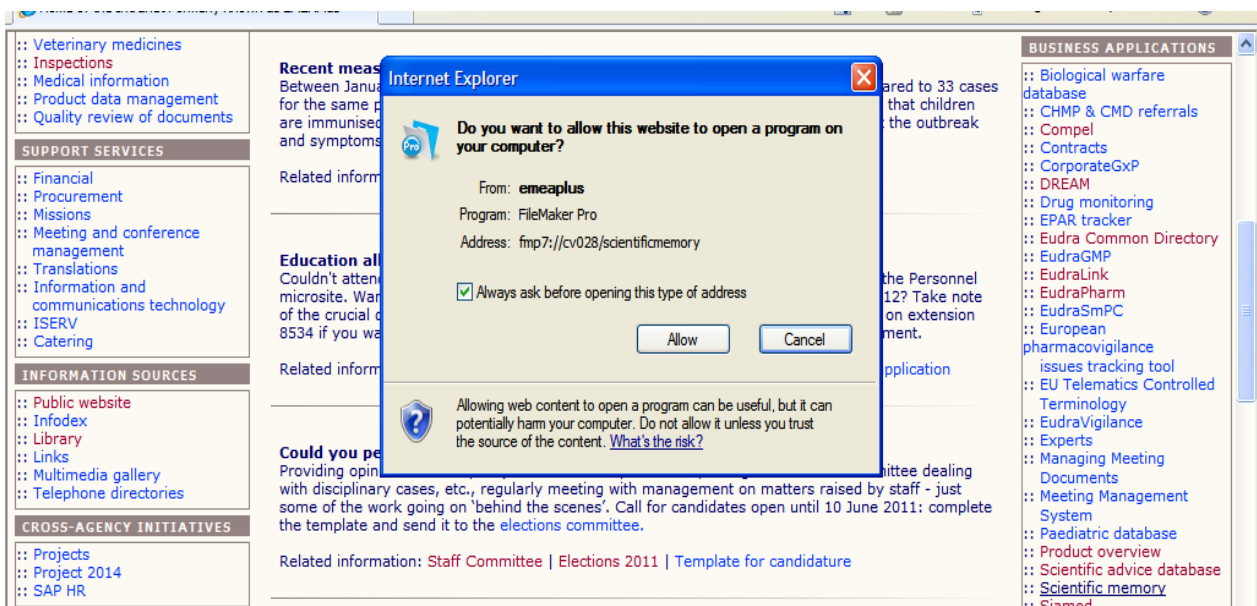 :: Veterinary medicines
:: Inspections
:: Medical information
:: Product data management
:: Quality review of documents
SUPPORT SERVICES
:: Financial
:: Procurement
:: Missions
:: Meeting and conference
management
:: Translations
:: Information and
communications technology
:: ISERV
:: Catering
INFORMATION SOURCES
:: Public website
:: Infodex
:: Library
:: Links
:: Multimedia gallery
:: Telephone directories
CROSS-AGENCY INITIATIVES
:: Projects
:: Project 2014
:: SAP HR
Recent meas
Between Janua
for the same p
are immunised
and symptoms
Related inform
ared to 33 cases
that children
the outbreak
Education all
Couldn't atten
microsite. War
of the crucial
8534 if you wa
Related inform
the Personnel
12? Take note
on extension
ment.
pplication
Could you pe
Providing opin
mittee dealing
with disciplinary cases, etc., regularly meeting with management on matters raised by staff - just
some of the work going on ‘behind the scenes’. Call for candidates open until 10 June 2011: complete
the template and send it to the elections committee.
Related information: Staff Committee | Elections 2011 | Template for candidature
Internet Explorer
Pro
Do you want to allow this website to open a program on
your computer?
From: emeaplus
Program: FileMaker Pro
Address: fmp7://cv028/scientificmemory
Always ask before opening this type of address
Allow
Cancel
Allowing web content to open a program can be useful, but it can
potentially harm your computer. Do not allow it unless you trust
the source of the content. What's the risk?
BUSINESS APPLICATIONS
:: Biological warfare
database
:: CHMP & CMD referrals
:: Compel
:: Contracts
:: CorporateGxP
:: DREAM
:: Drug monitoring
:: EPAR tracker
:: Eudra Common Directory
:: EudraGMP
:: EudraLink
:: EudraPharm
:: EudraSmPC
:: European
pharmacovigilance
issues tracking tool
:: EU Telematics Controlled
Terminology
:: EudraVigilance
:: Experts
:: Managing Meeting
Documents
:: Meeting Management
System
:: Paediatric database
:: Product overview
:: Scientific advice database
:: Scientific memory
:: Siamed